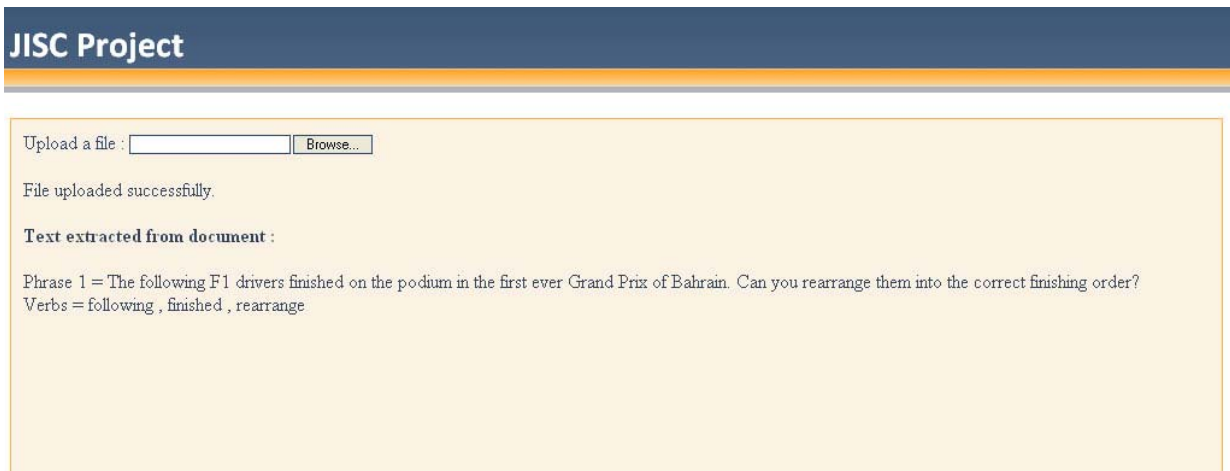 JISC Project
Upload a file : Browse...
File uploaded successfully.
Text extracted from document :
Phrase 1 = The following F1 drivers finished on the podium in the first ever Grand Prix of Bahrain. Can you rearrange them into the correct finishing order?
Verbs = following , finished , rearrange